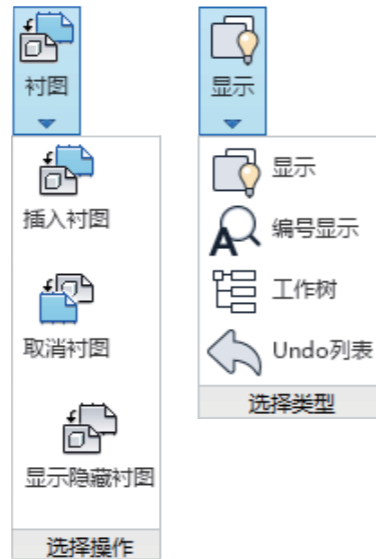 衬图
插入衬图
取消衬图
显示隐藏衬图
选择操作
显示
显示
编号显示
工作树
Undo列表
选择类型